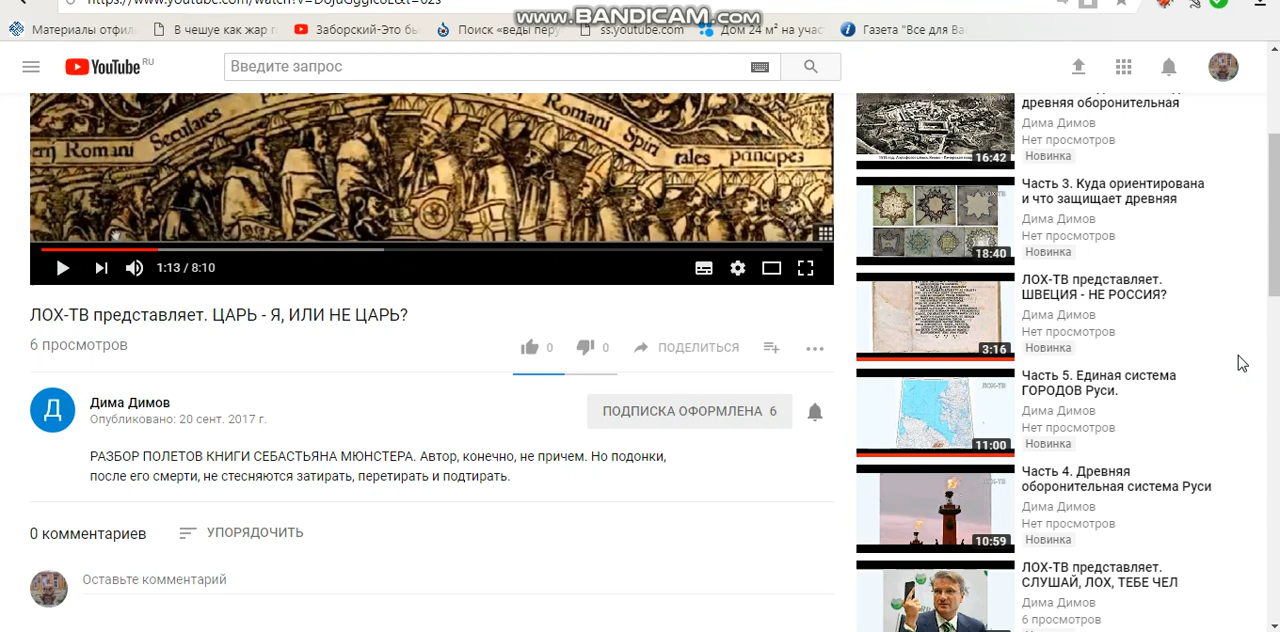 https://www.youtube.com/watch?v=
www.BANDICAM.com
Материалы отфил
В чешуе как жар г
Заборский-Это бы
Поиск «веды перу
ss.youtube.com
Дом 24 м² на учас
Газета "Все для Ва
YouTube RU
Введите запрос
Seculares
Romani Spiri
erij Romani
tales principes
1:13 / 8:10
ЛОХ-ТВ представляет. ЦАРЬ - Я, ИЛИ НЕ ЦАРЬ?
6 просмотров
0
0
ПОДЕЛИТЬСЯ
Д
Дима Димов
Опубликовано: 20 сент. 2017 г.
ПОДПИСКА ОФОРМЛЕНА 6
РАЗБОР ПОЛЕТОВ КНИГИ СЕБАСТЬЯНА МЮНСТЕРА. Автор, конечно, не причем. Но подонки,
после его смерти, не стесняются затирать, перетирать и подтирать.
0 комментариев
УПОРЯДОЧИТЬ
Оставьте комментарий
древняя оборонительная
Дима Димов
Нет просмотров
Новинка
16:42
Часть 3. Куда ориентирована
и что защищает древняя
Дима Димов
Нет просмотров
Новинка
18:40
ЛОХ-ТВ представляет.
ШВЕЦИЯ - НЕ РОССИЯ?
Дима Димов
Нет просмотров
Новинка
3:16
Часть 5. Единая система
ГОРОДОВ Руси.
Дима Димов
Нет просмотров
Новинка
ЛОХ-ТВ
11:00
Часть 4. Древняя
оборонительная система Руси
Дима Димов
Нет просмотров
Новинка
ЛОХ-ТВ
10:59
ЛОХ-ТВ представляет.
СЛУШАЙ, ЛОХ, ТЕБЕ ЧЕЛ
Дима Димов
6 просмотров